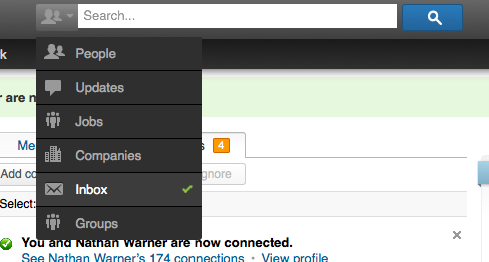 Search...
k
People
er are n
Updates
Jobs
Me
s 4
Companies
Add co
gnore
Inbox
Select:
Groups
You and Nathan Warner are now connected.
See Nathan Warner's 174 connections • View profile